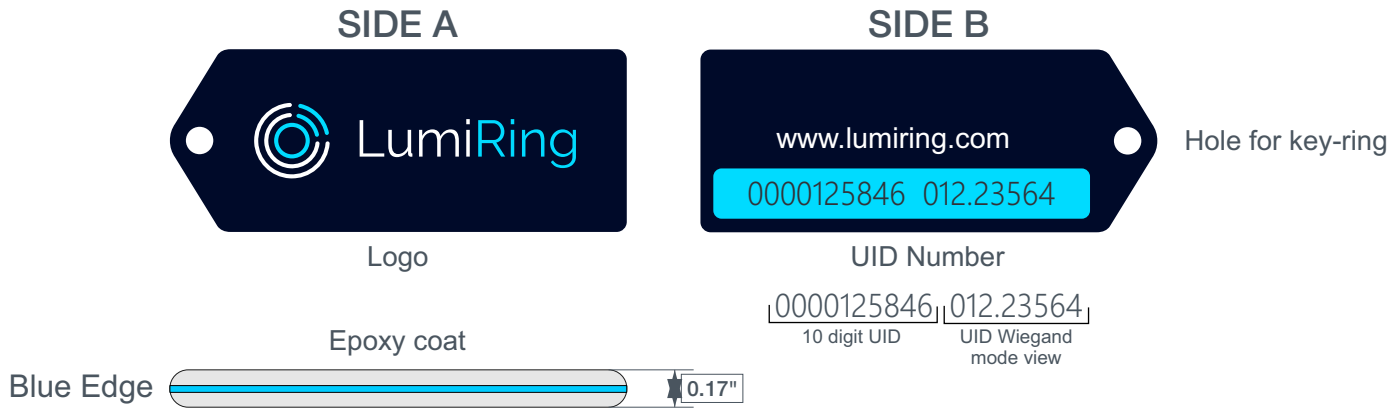 SIDE A
SIDE B
LumiRing
www.lumiring.com
Hole for key-ring
0000125846 012.23564
Logo
UID Number
0000125846 012.23564
10 digit UID
UID Wiegand
mode view
Epoxy coat
Blue Edge
0.17"